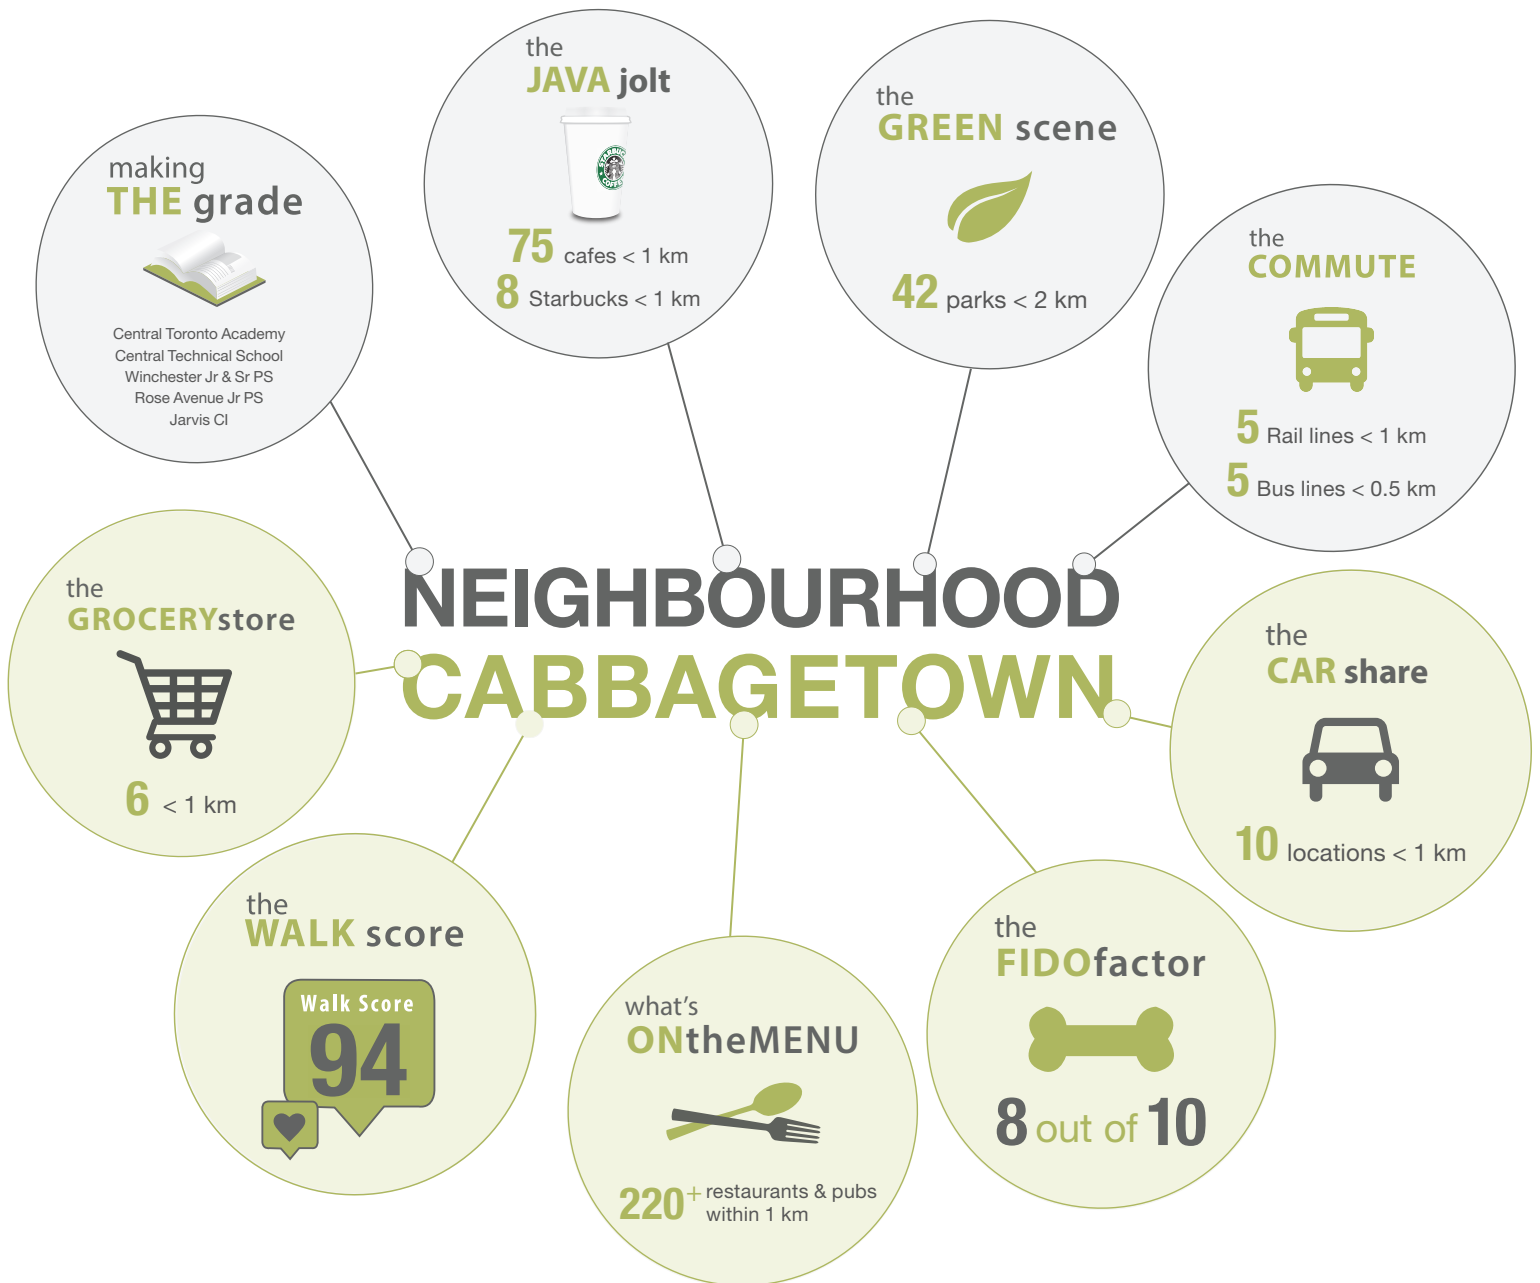 making
THE grade
Central Toronto Academy
Central Technical School
Winchester Jr & Sr PS
Rose Avenue Jr PS
Jarvis CI
the
JAVA jolt
STARBUCKS
COFFEE
75 cafes < 1 km
8 Starbucks < 1 km
the
GREEN scene
42 parks < 2 km
the
COMMUTE
5 Rail lines < 1 km
5 Bus lines < 0.5 km
NEIGHBOURHOOD
CABBAGETOWN
the
GROCERYstore
6 < 1 km
the
WALK score
Walk Score
94
what's
ONtheMENU
220+ restaurants & pubs
within 1 km
the
FIDOfactor
8 out of 10
the
CAR share
10 locations < 1 km